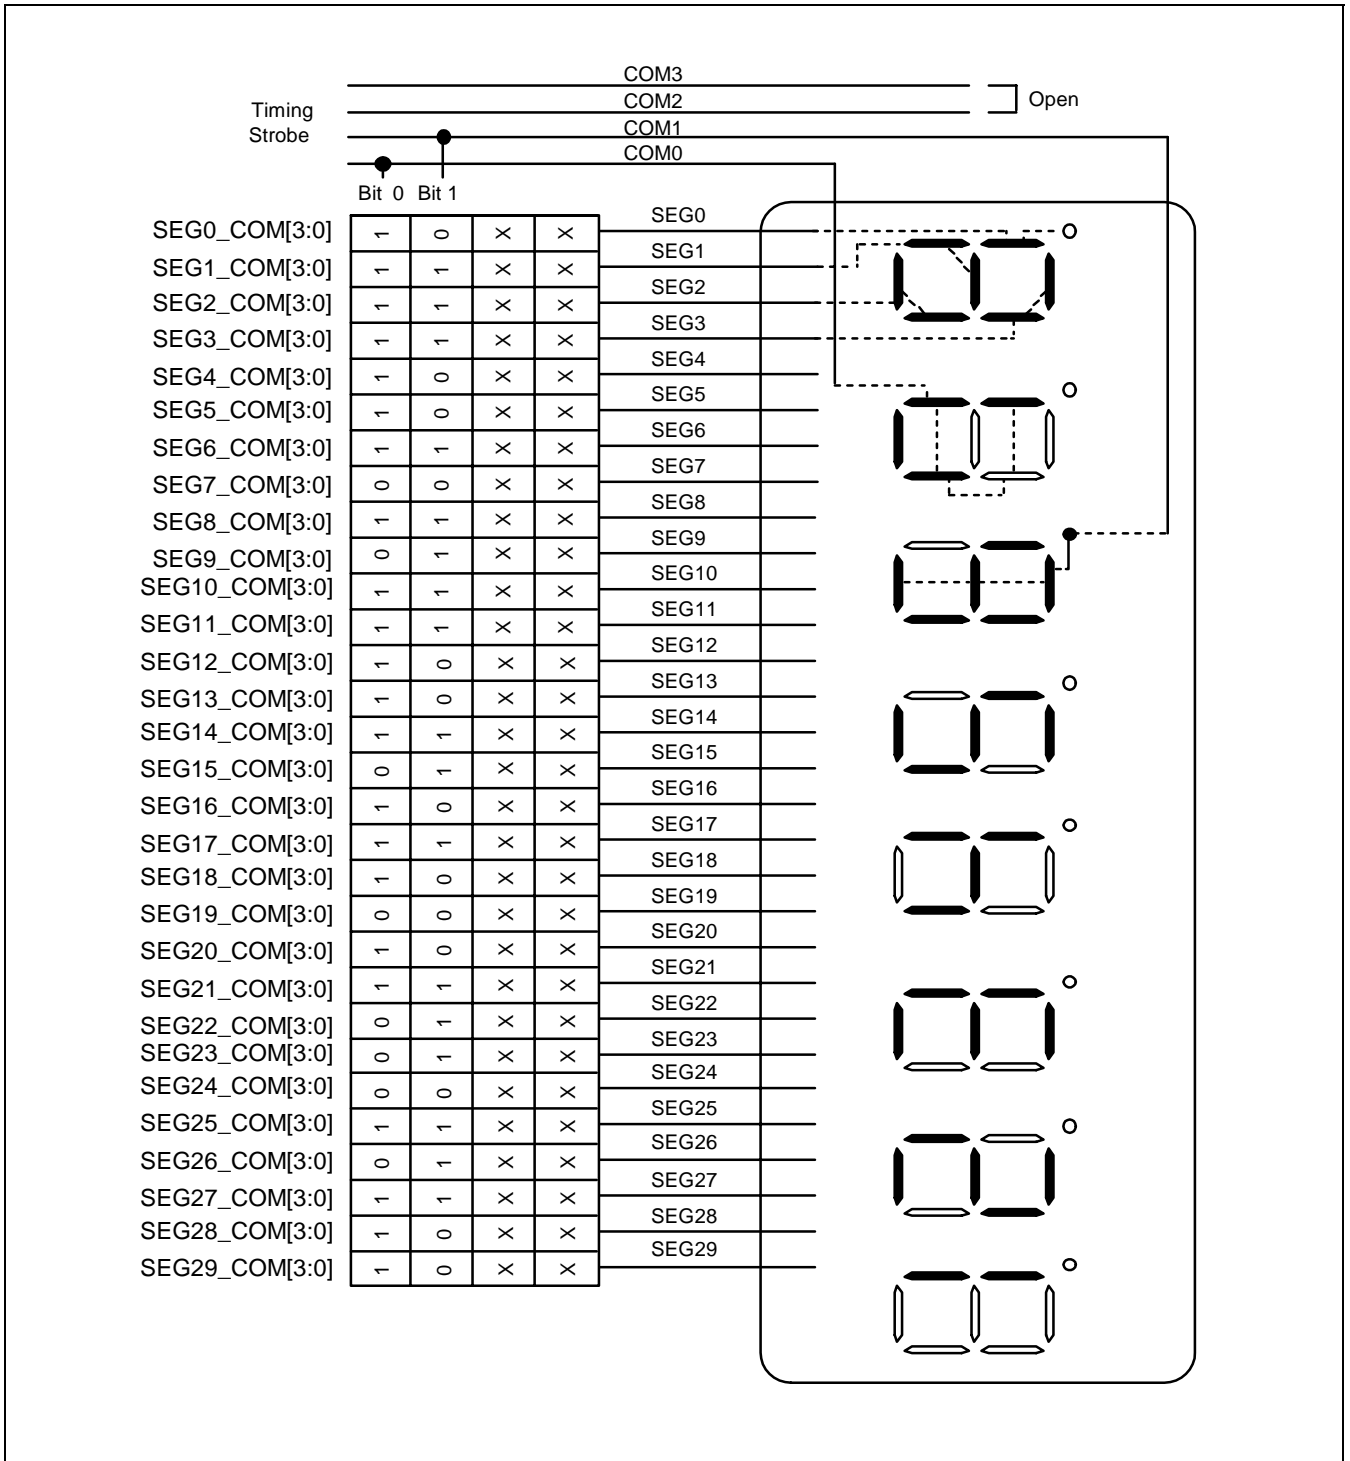 COM3
COM2
Open
Timing
Strobe
COM1
COM0
Bit 0 Bit 1
SEG0_COM[3:0] 1 0 X X SEG0
SEG1_COM[3:0] 1 1 X X SEG1
SEG2_COM[3:0] 1 1 X X SEG2
SEG3_COM[3:0] 1 1 X X SEG3
SEG4_COM[3:0] 1 0 X X SEG4
SEG5_COM[3:0] 1 0 X X SEG5
SEG6_COM[3:0] 1 1 X X SEG6
SEG7_COM[3:0] 0 0 X X SEG7
SEG8_COM[3:0] 1 1 X X SEG8
SEG9_COM[3:0] 0 1 X X SEG9
SEG10_COM[3:0] 1 1 X X SEG10
SEG11_COM[3:0] 1 1 X X SEG11
SEG12_COM[3:0] 1 0 X X SEG12
SEG13_COM[3:0] 1 0 X X SEG13
SEG14_COM[3:0] 1 1 X X SEG14
SEG15_COM[3:0] 0 1 X X SEG15
SEG16_COM[3:0] 1 0 X X SEG16
SEG17_COM[3:0] 1 1 X X SEG17
SEG18_COM[3:0] 1 0 X X SEG18
SEG19_COM[3:0] 0 0 X X SEG19
SEG20_COM[3:0] 1 0 X X SEG20
SEG21_COM[3:0] 1 1 X X SEG21
SEG22_COM[3:0] 0 1 X X SEG22
SEG23_COM[3:0] 0 1 X X SEG23
SEG24_COM[3:0] 0 0 X X SEG24
SEG25_COM[3:0] 1 1 X X SEG25
SEG26_COM[3:0] 0 1 X X SEG26
SEG27_COM[3:0] 1 1 X X SEG27
SEG28_COM[3:0] 1 0 X X SEG28
SEG29_COM[3:0] 1 0 X X SEG29